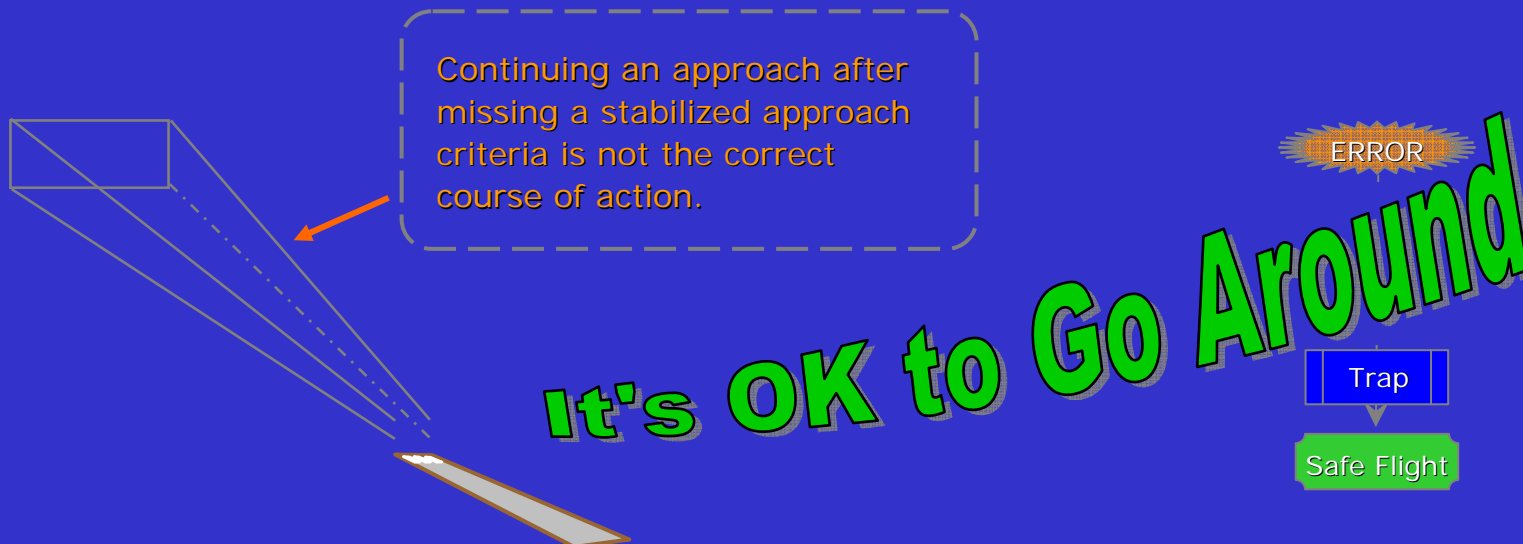 Continuing an approach after
missing a stabilized approach
criteria is not the correct
course of action.
ERROR
It's OK to Go Around
Trap
Safe Flight